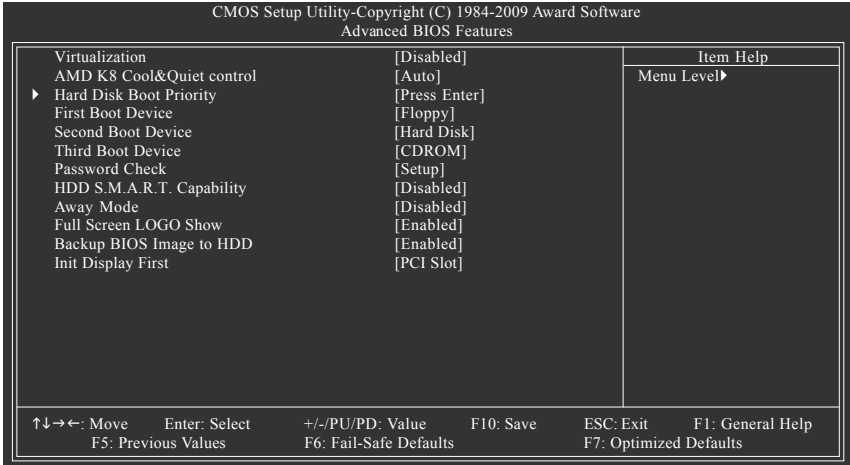 CMOS Setup Utility-Copyright (C) 1984-2009 Award Software
Advanced BIOS Features
Virtualization [Disabled] Item Help
AMD K8 Cool&Quiet control [Auto] Menu Level▶
▶ Hard Disk Boot Priority [Press Enter]
First Boot Device [Floppy]
Second Boot Device [Hard Disk]
Third Boot Device [CDROM]
Password Check [Setup]
HDD S.M.A.R.T. Capability [Disabled]
Away Mode [Disabled]
Full Screen LOGO Show [Enabled]
Backup BIOS Image to HDD [Enabled]
Init Display First [PCI Slot]
↑↓→←: Move Enter: Select +/-/PU/PD: Value F10: Save ESC: Exit F1: General Help
F5: Previous Values F6: Fail-Safe Defaults F7: Optimized Defaults